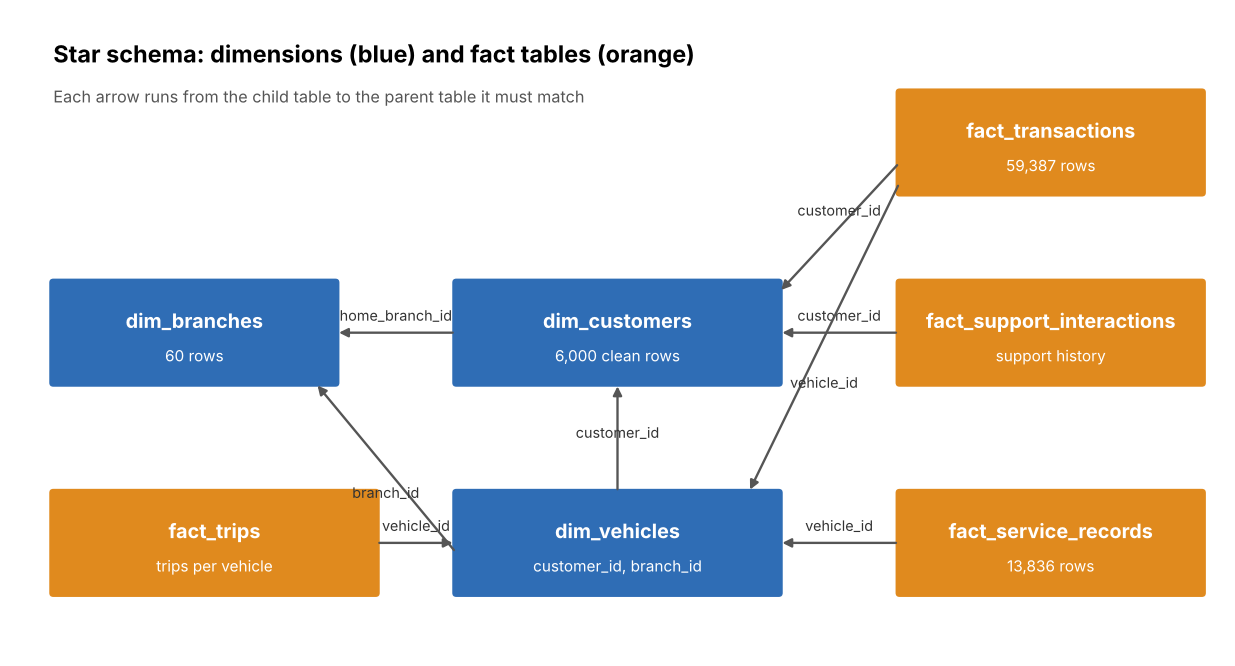 Star schema: dimensions (blue) and fact tables (orange)
Each arrow runs from the child table to the parent table it must match
fact_transactions
59,387 rows
customer_id
dim_branches
60 rows
home_branch_id
dim_customers
6,000 clean rows
customer_id
fact_support_interactions
support history
vehicle_id
customer_id
branch_id
fact_trips
trips per vehicle
vehicle_id
dim_vehicles
customer_id, branch_id
vehicle_id
fact_service_records
13,836 rows